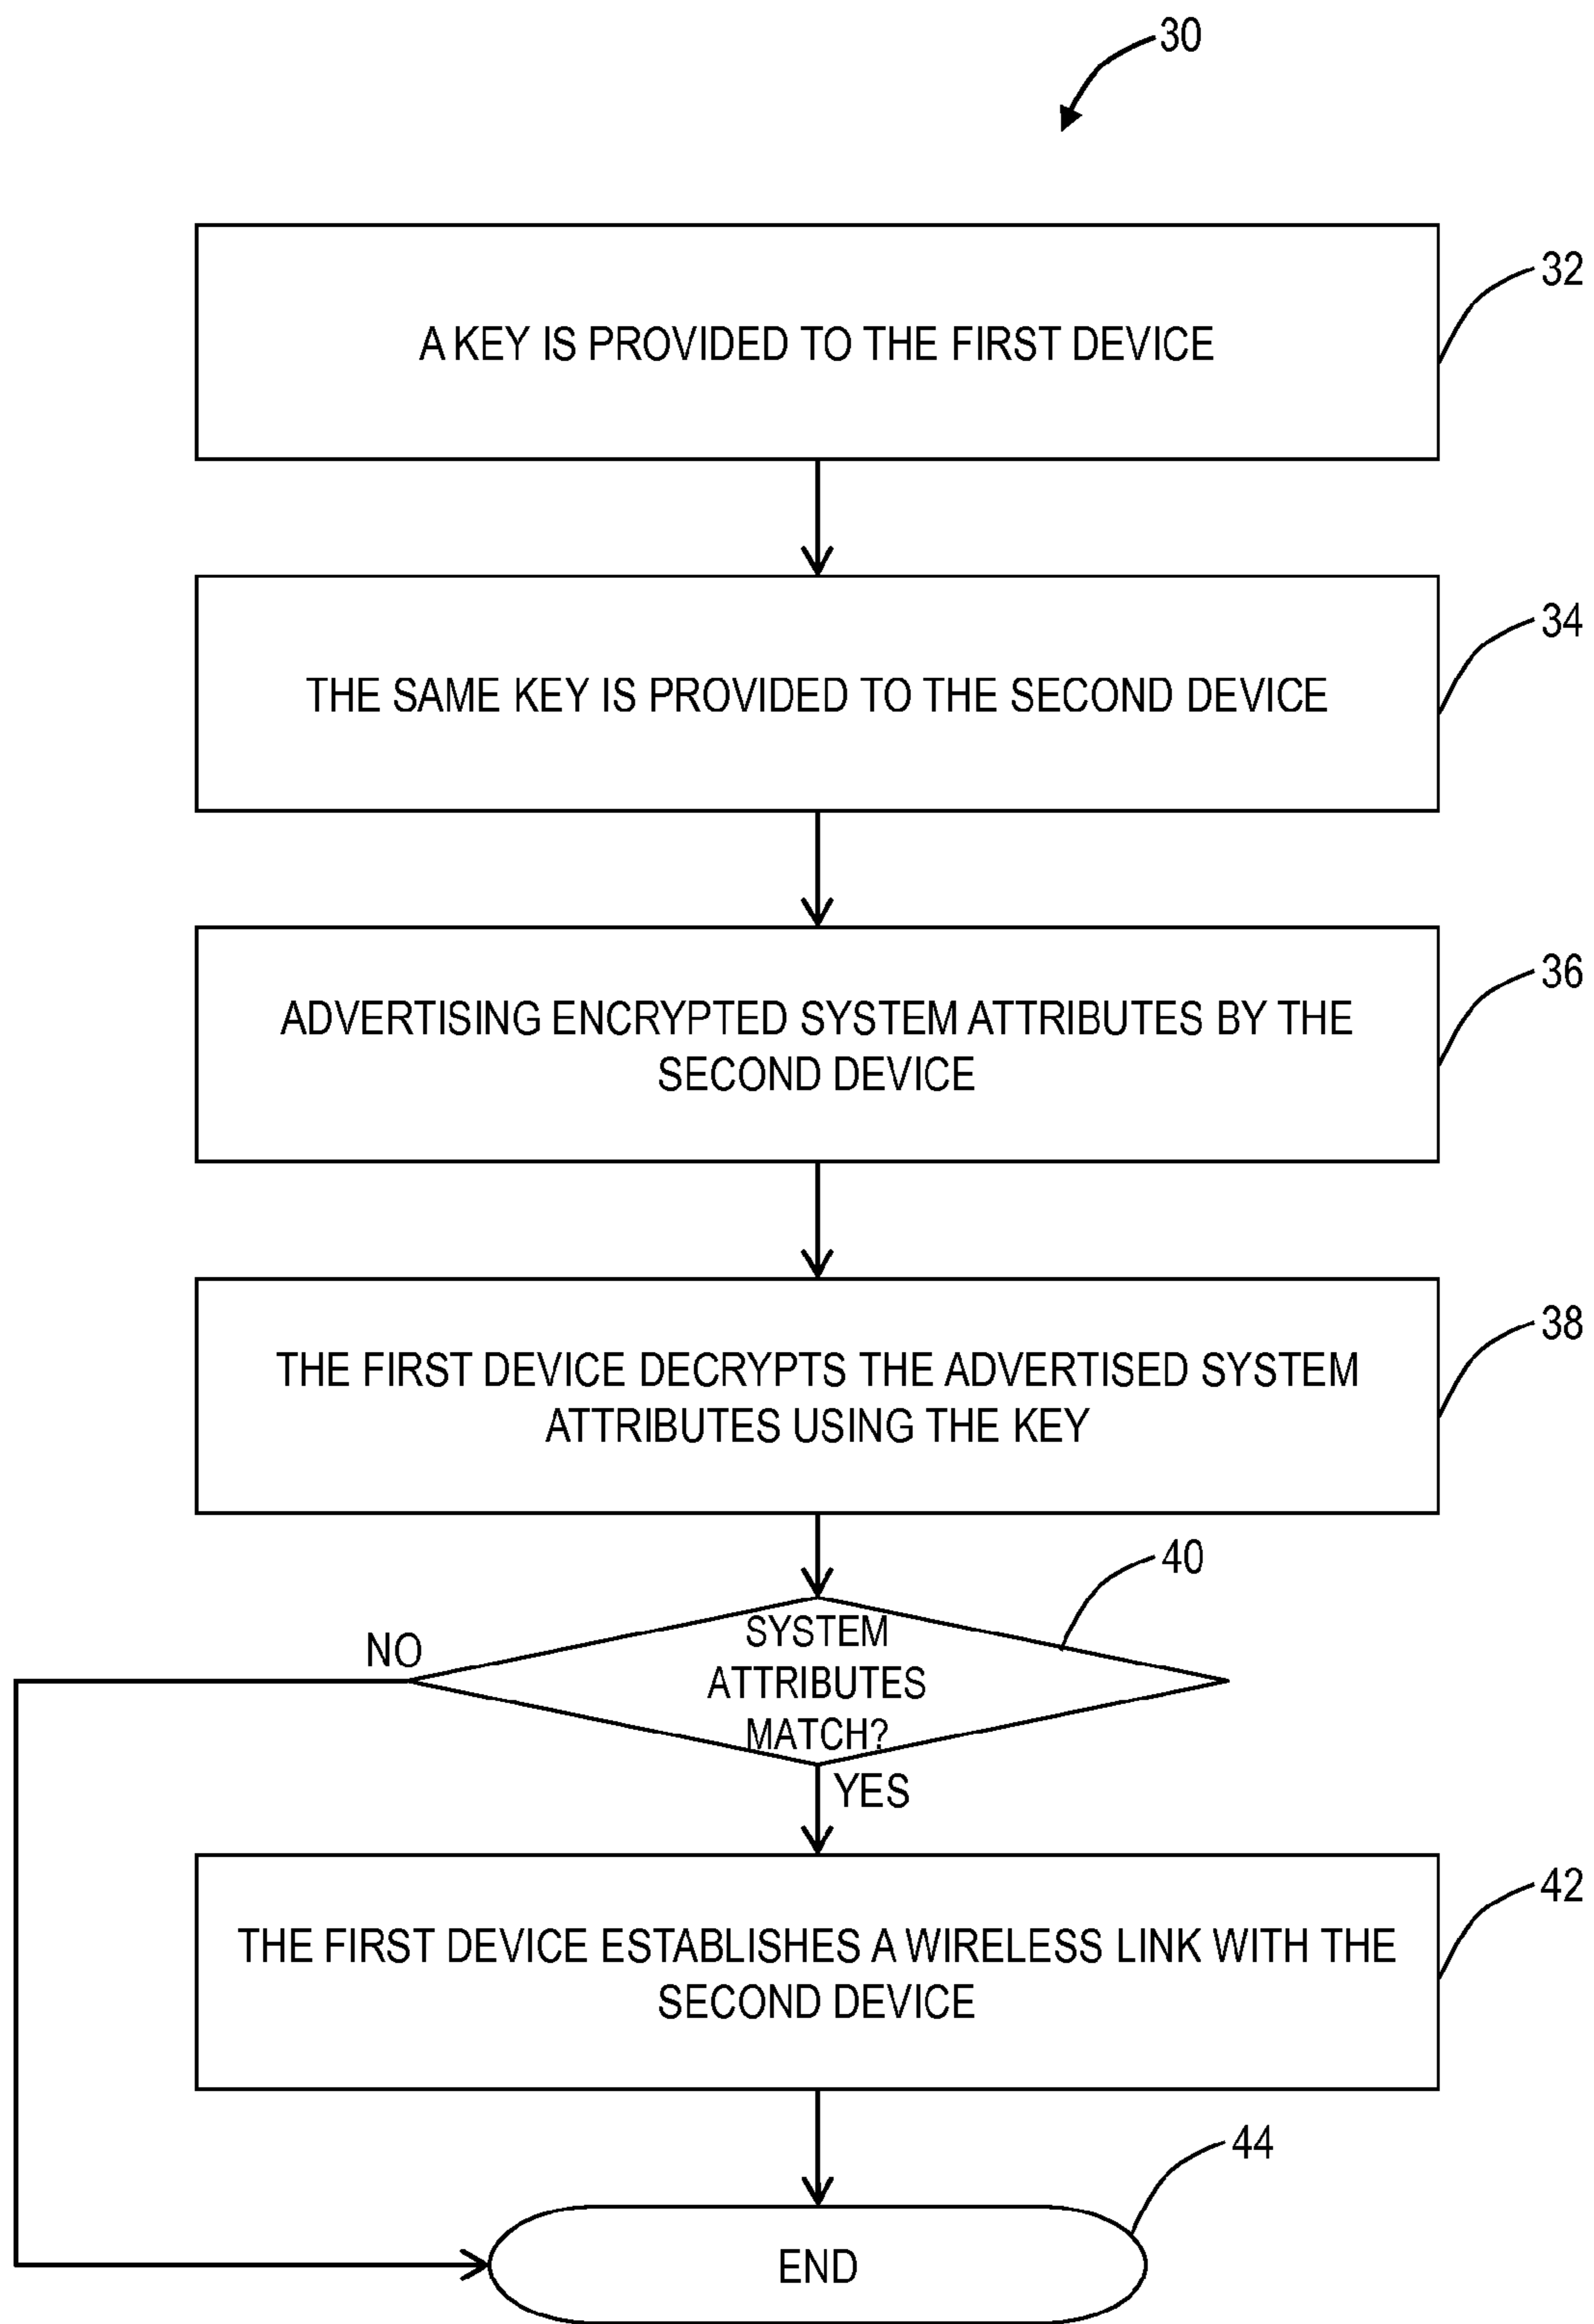 30
A KEY IS PROVIDED TO THE FIRST DEVICE
32
THE SAME KEY IS PROVIDED TO THE SECOND DEVICE
34
ADVERTISING ENCRYPTED SYSTEM ATTRIBUTES BY THE
SECOND DEVICE
36
THE FIRST DEVICE DECRYPTS THE ADVERTISED SYSTEM
ATTRIBUTES USING THE KEY
38
40
NO
SYSTEM
ATTRIBUTES
MATCH?
YES
THE FIRST DEVICE ESTABLISHES A WIRELESS LINK WITH THE
SECOND DEVICE
42
44
END